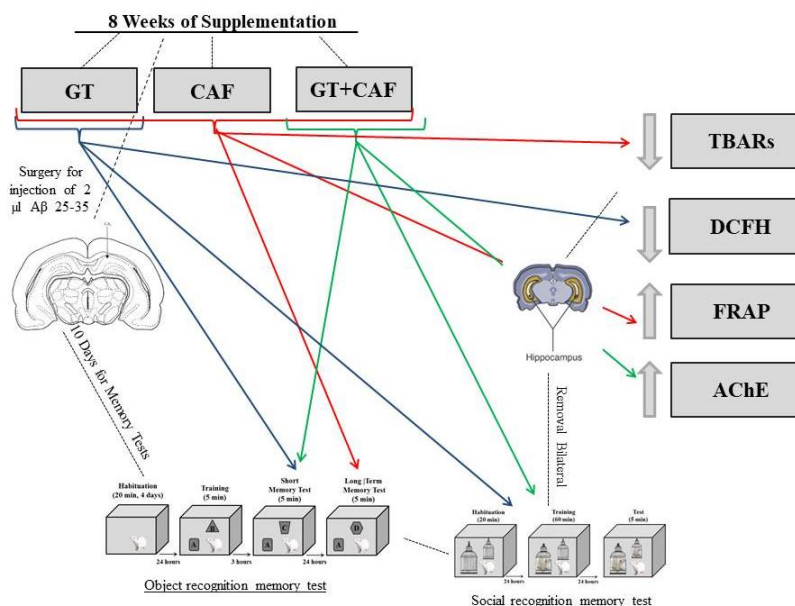 8 Weeks of Supplementation
GT
CAF
GT+CAF
TBARs
DCFH
FRAP
AChE
Surgery for
injection of 2
μl Aβ 25-35
10 Days for Memory Tests
Hippocampus
Removal Bilateral
Habituation
(20 min, 4 days)
Training
(5 min)
Short
Memory Test
(5 min)
Long |Term
Memory Test
(5 min)
B
A
C
A
D
A
24 hours
3 hours
24 hours
Object recognition memory test
Habituation
(20 min)
Training
(60 min)
Test
(5 min)
24 hours
24 hours
Social recognition memory test